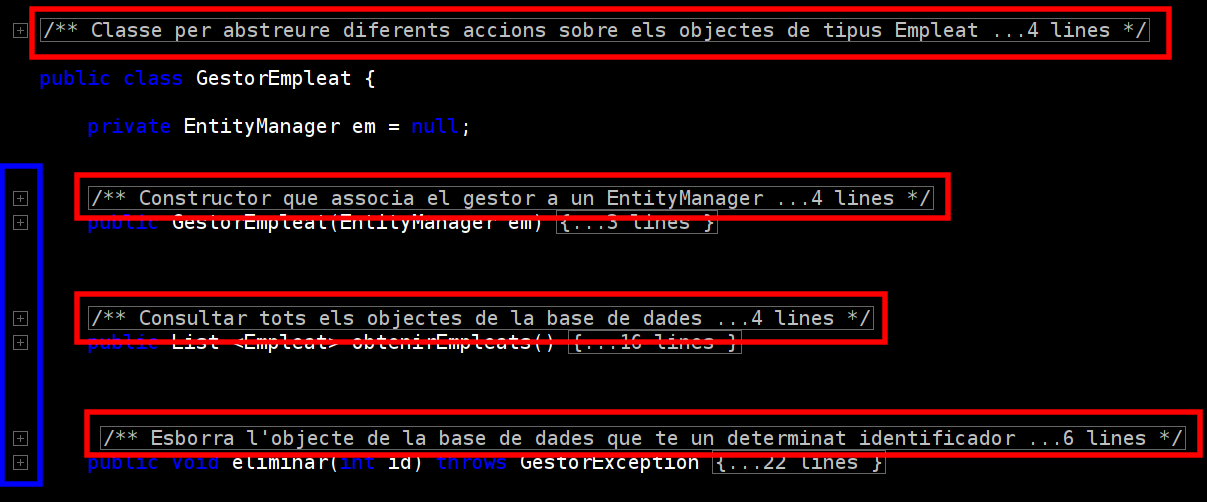 /** Classe per abstreure diferents accions sobre els objectes de tipus Empleat ...4 lines */
public class GestorEmpleat {
private EntityManager em = null;
/** Constructor que associa el gestor a un EntityManager ...4 lines */
public GestorEmpleat(EntityManager em) {...3 lines }
/** Consultar tots els objectes de la base de dades ...4 lines */
public List <Empleat> obtenirEmpleats() {...16 lines }
/** Esborra l'objecte de la base de dades que te un determinat identificador ...6 lines */
public void eliminar(int id) throws GestorException {...22 lines }